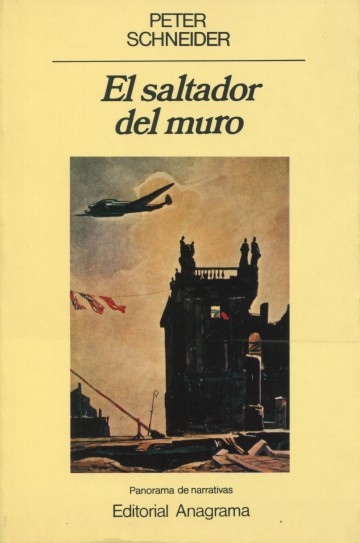 PETER
SCHNEIDER
El saltador
del muro
Panorama de narrativas
Editorial Anagrama